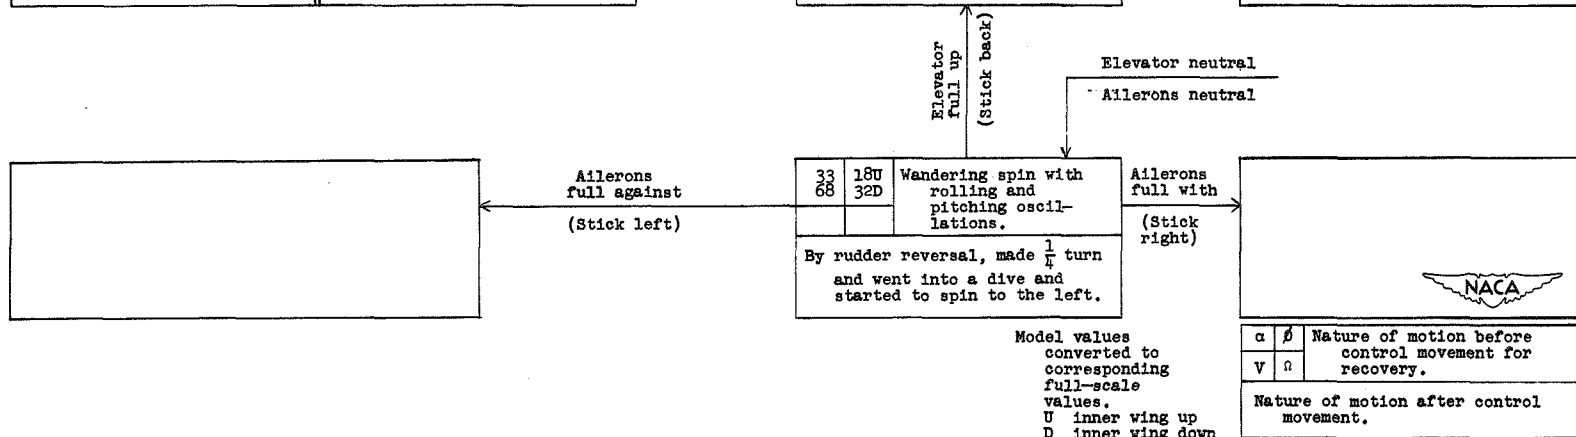 Elevator
full up
(Stick back)
Elevator neutral
Ailerons neutral
Ailerons
full against
(Stick left)
33 18U
68 32D
Wandering spin with
rolling and
pitching oscil-
lations.
By rudder reversal, made 1/4 turn
and went into a dive and
started to spin to the left.
Ailerons
full with
(Stick
right)
NACA
Model values
converted to
corresponding
full-scale
values.
U inner wing up
D inner wing down
α ø
V Ω
Nature of motion before
control movement for
recovery.
Nature of motion after control
movement.